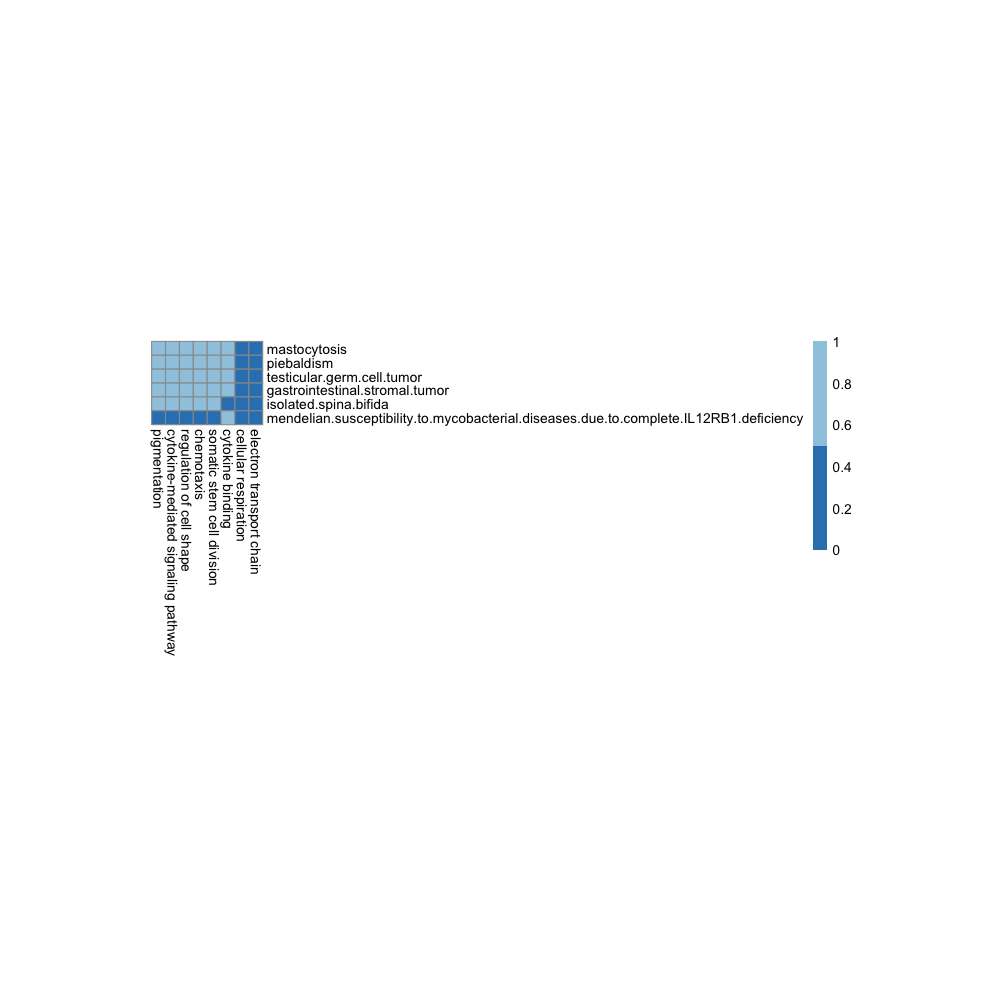 mastocytosis
piebaldism
testicular.germ.cell.tumor
gastrointestinal.stromal.tumor
isolated.spina.bifida
mendelian.susceptibility.to.mycobacterial.diseases.due.to.complete.IL12RB1.deficiency
pigmentation
cytokine-mediated signaling pathway
regulation of cell shape
chemotaxis
somatic stem cell division
cytokine binding
cellular respiration
electron transport chain
1
0.8
0.6
0.4
0.2
0